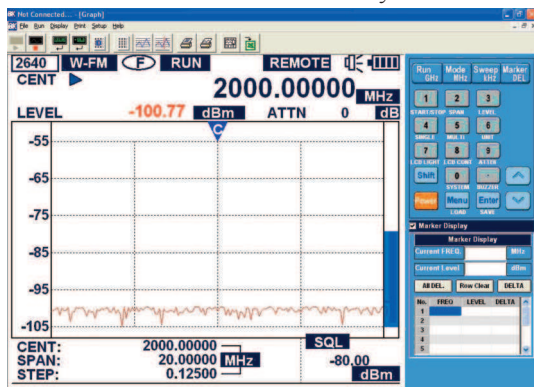 Not Connected.... - [Graph]
File Run Display Print Setup Help
2640 W-FM F RUN REMOTE
CENT 2000.00000 MHz
LEVEL -100.77 dBm ATTN 0 dB
C
-55
-65
-75
-85
-95
-105
CENT: 2000.00000
SPAN: 20.00000 MHz
STEP: 0.12500
SQL
-80.00
dBm
Run GHz Mode MHz Sweep kHz Marker DEL
1 2 3
START/STOP SPAN LEVEL
4 5 6
SINGLE MULTI UNIT
7 8 9
LCD LIGHT LCD CONT ATTEN
Shift 0 .
SYSTEM BUZZER
Power Menu Enter
LOAD SAVE
Marker Display
Marker Display
Current FREQ. MHz
Current Level dBm
All DEL. Row Clear DELTA
No. FREQ LEVEL DELTA
1
2
3
4
5